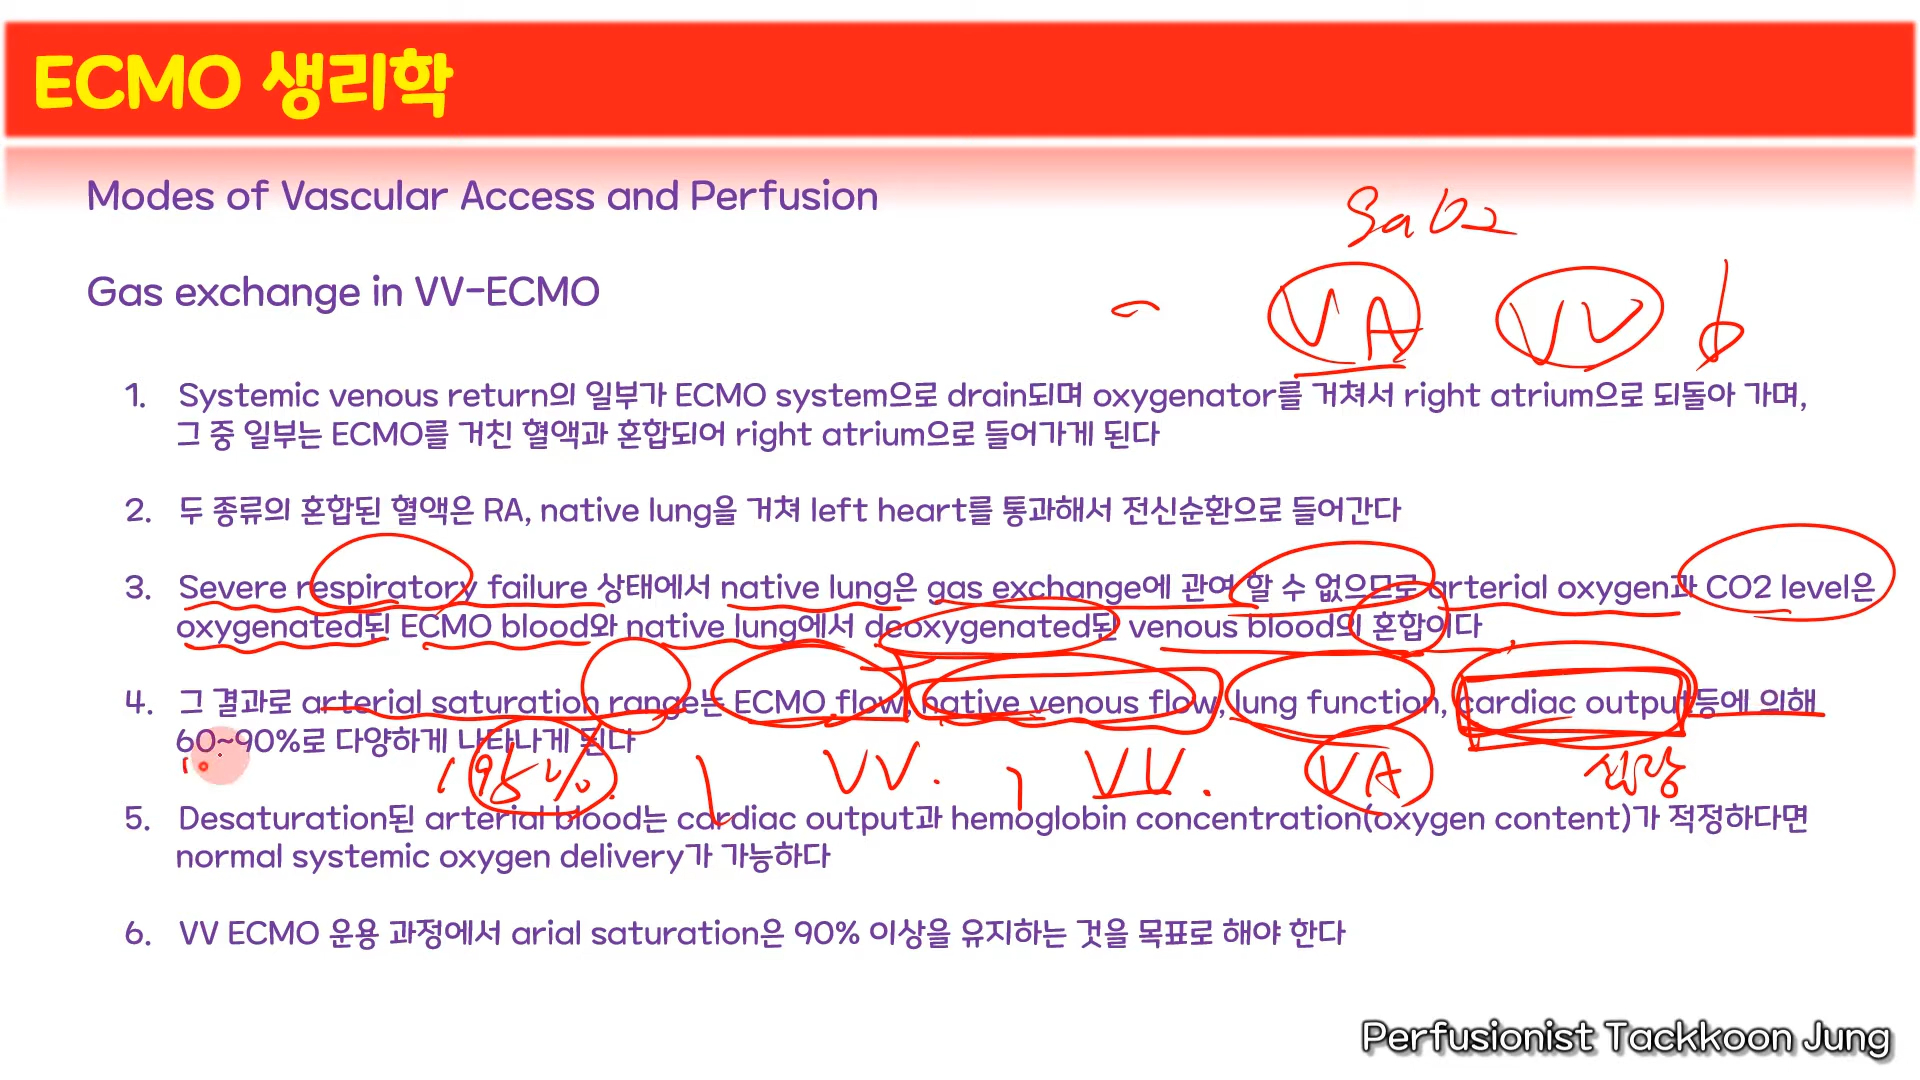 ECMO 생리학
Modes of Vascular Access and Perfusion
SaO2
Gas exchange in VV-ECMO
VA VV
1. Systemic venous return의 일부가 ECMO system으로 drain되며 oxygenator를 거쳐서 right atrium으로 되돌아 가며,
그 중 일부는 ECMO를 거친 혈액과 혼합되어 right atrium으로 들어가게 된다
2. 두 종류의 혼합된 혈액은 RA, native lung을 거쳐 left heart를 통과해서 전신순환으로 들어간다
3. Severe respiratory failure 상태에서 native lung은 gas exchange에 관여 할 수 없으므로 arterial oxygen과 CO2 level은
oxygenated된 ECMO blood와 native lung에서 deoxygenated된 venous blood의 혼합이다
4. 그 결과로 arterial saturation range는 ECMO flow, native venous flow, lung function, cardiac output등에 의해
60~90%로 다양하게 나타나게 된다
95% VV. VV. VA 심장
5. Desaturation된 arterial blood는 cardiac output과 hemoglobin concentration(oxygen content)가 적정하다면
normal systemic oxygen delivery가 가능하다
6. VV ECMO 운용 과정에서 arial saturation은 90% 이상을 유지하는 것을 목표로 해야 한다
Perfusionist Tackkoon Jung